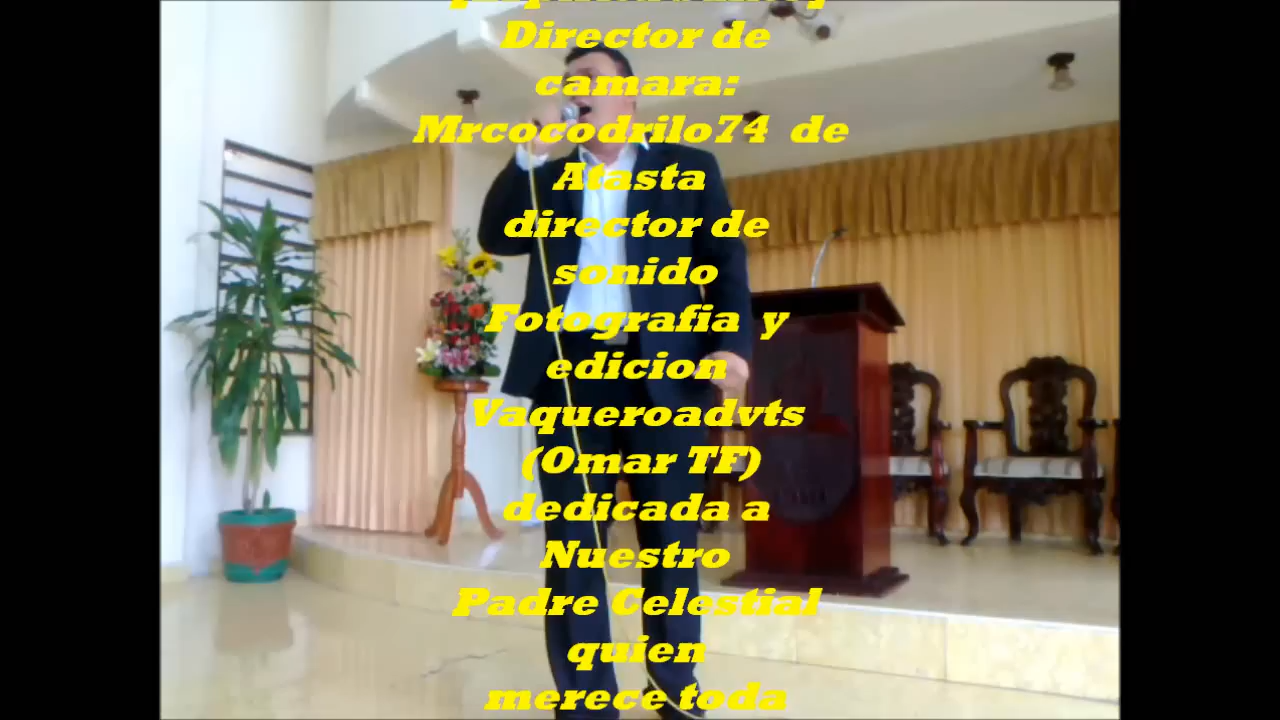 Director de
camara:
Mrcocodrilo74 de
Atasta
director de
sonido
Fotografia y
edicion
Vaqueroadvts
(Omar TF)
dedicada a
Nuestro
Padre Celestial
quien
merece toda